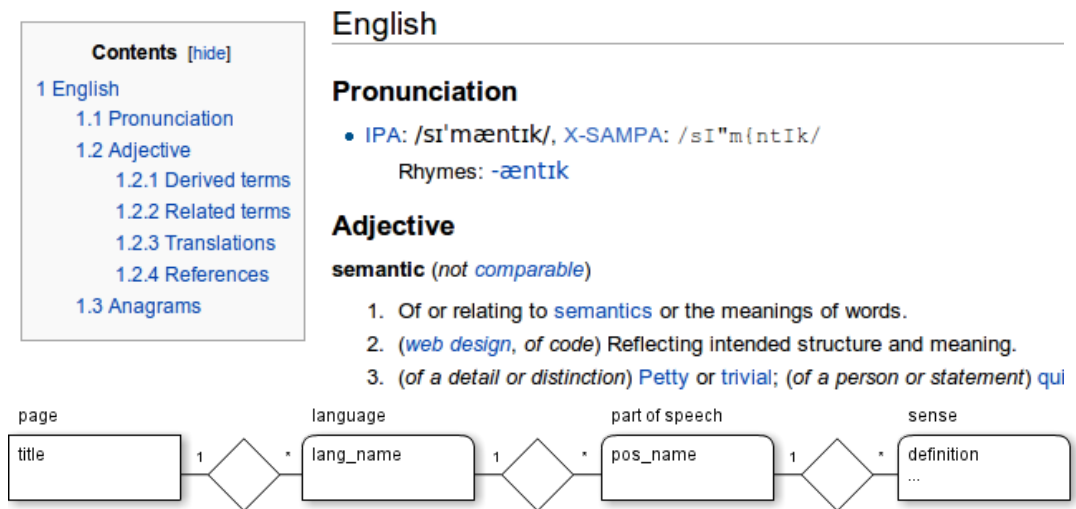 Contents [hide]
1 English
1.1 Pronunciation
1.2 Adjective
1.2.1 Derived terms
1.2.2 Related terms
1.2.3 Translations
1.2.4 References
1.3 Anagrams
English
Pronunciation
• IPA: /sɪˈmæntɪk/, X-SAMPA: /sI"m{ntIk/
Rhymes: -æntɪk
Adjective
semantic (not comparable)
1. Of or relating to semantics or the meanings of words.
2. (web design, of code) Reflecting intended structure and meaning.
3. (of a detail or distinction) Petty or trivial; (of a person or statement) qui
page language part of speech sense
title 1 * lang_name 1 * pos_name 1 * definition
...